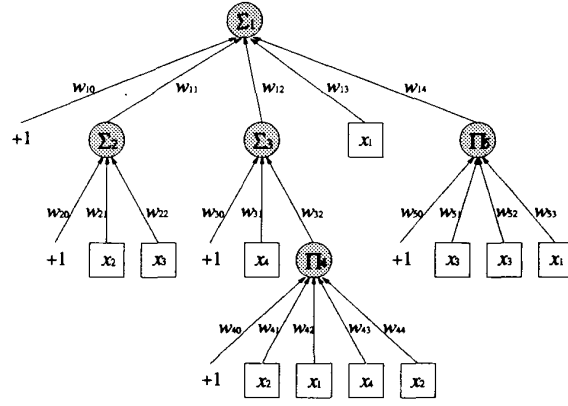 Σ1
w10 w11 w12 w13 w14
+1 Σ2 Σ3 x1 Π5
w20 w21 w22 w30 w31 w32 w50 w51 w52 w53
+1 x2 x3 +1 x4 Π4 +1 x3 x3 x1
w40 w41 w42 w43 w44
+1 x2 x1 x4 x2